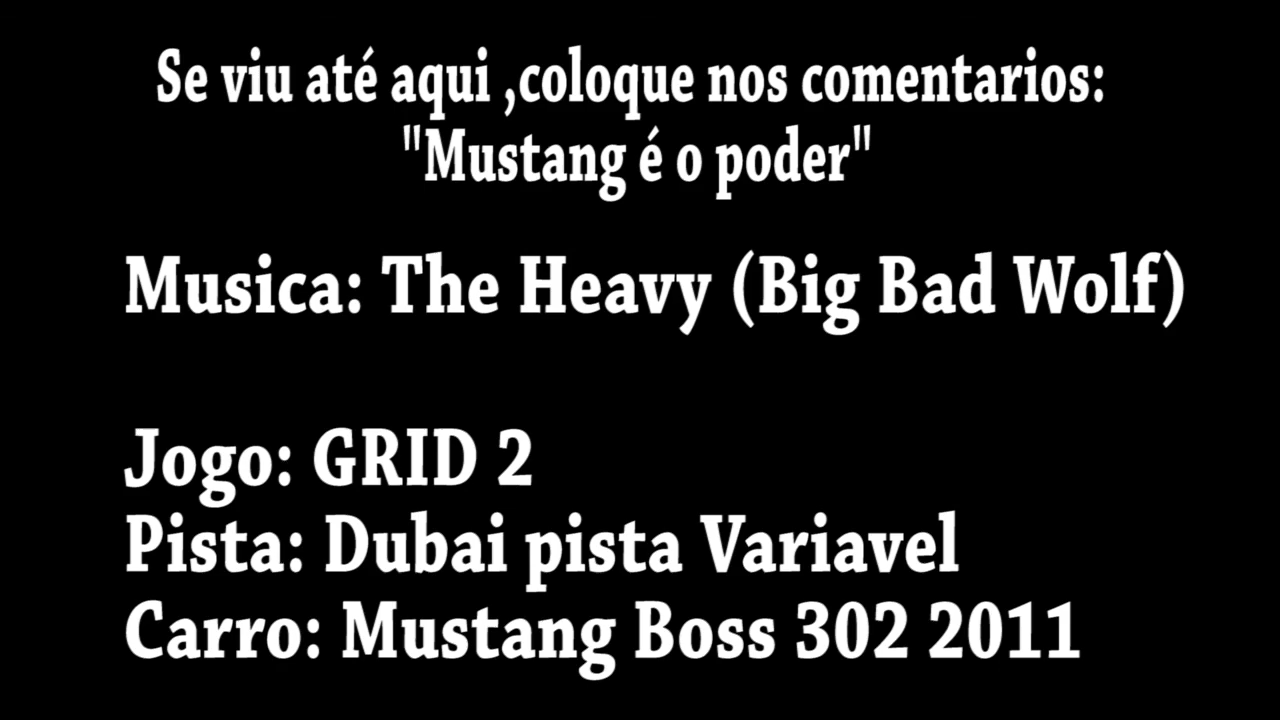 Se viu até aqui ,coloque nos comentarios:
"Mustang é o poder"
Musica: The Heavy (Big Bad Wolf)
Jogo: GRID 2
Pista: Dubai pista Variavel
Carro: Mustang Boss 302 2011